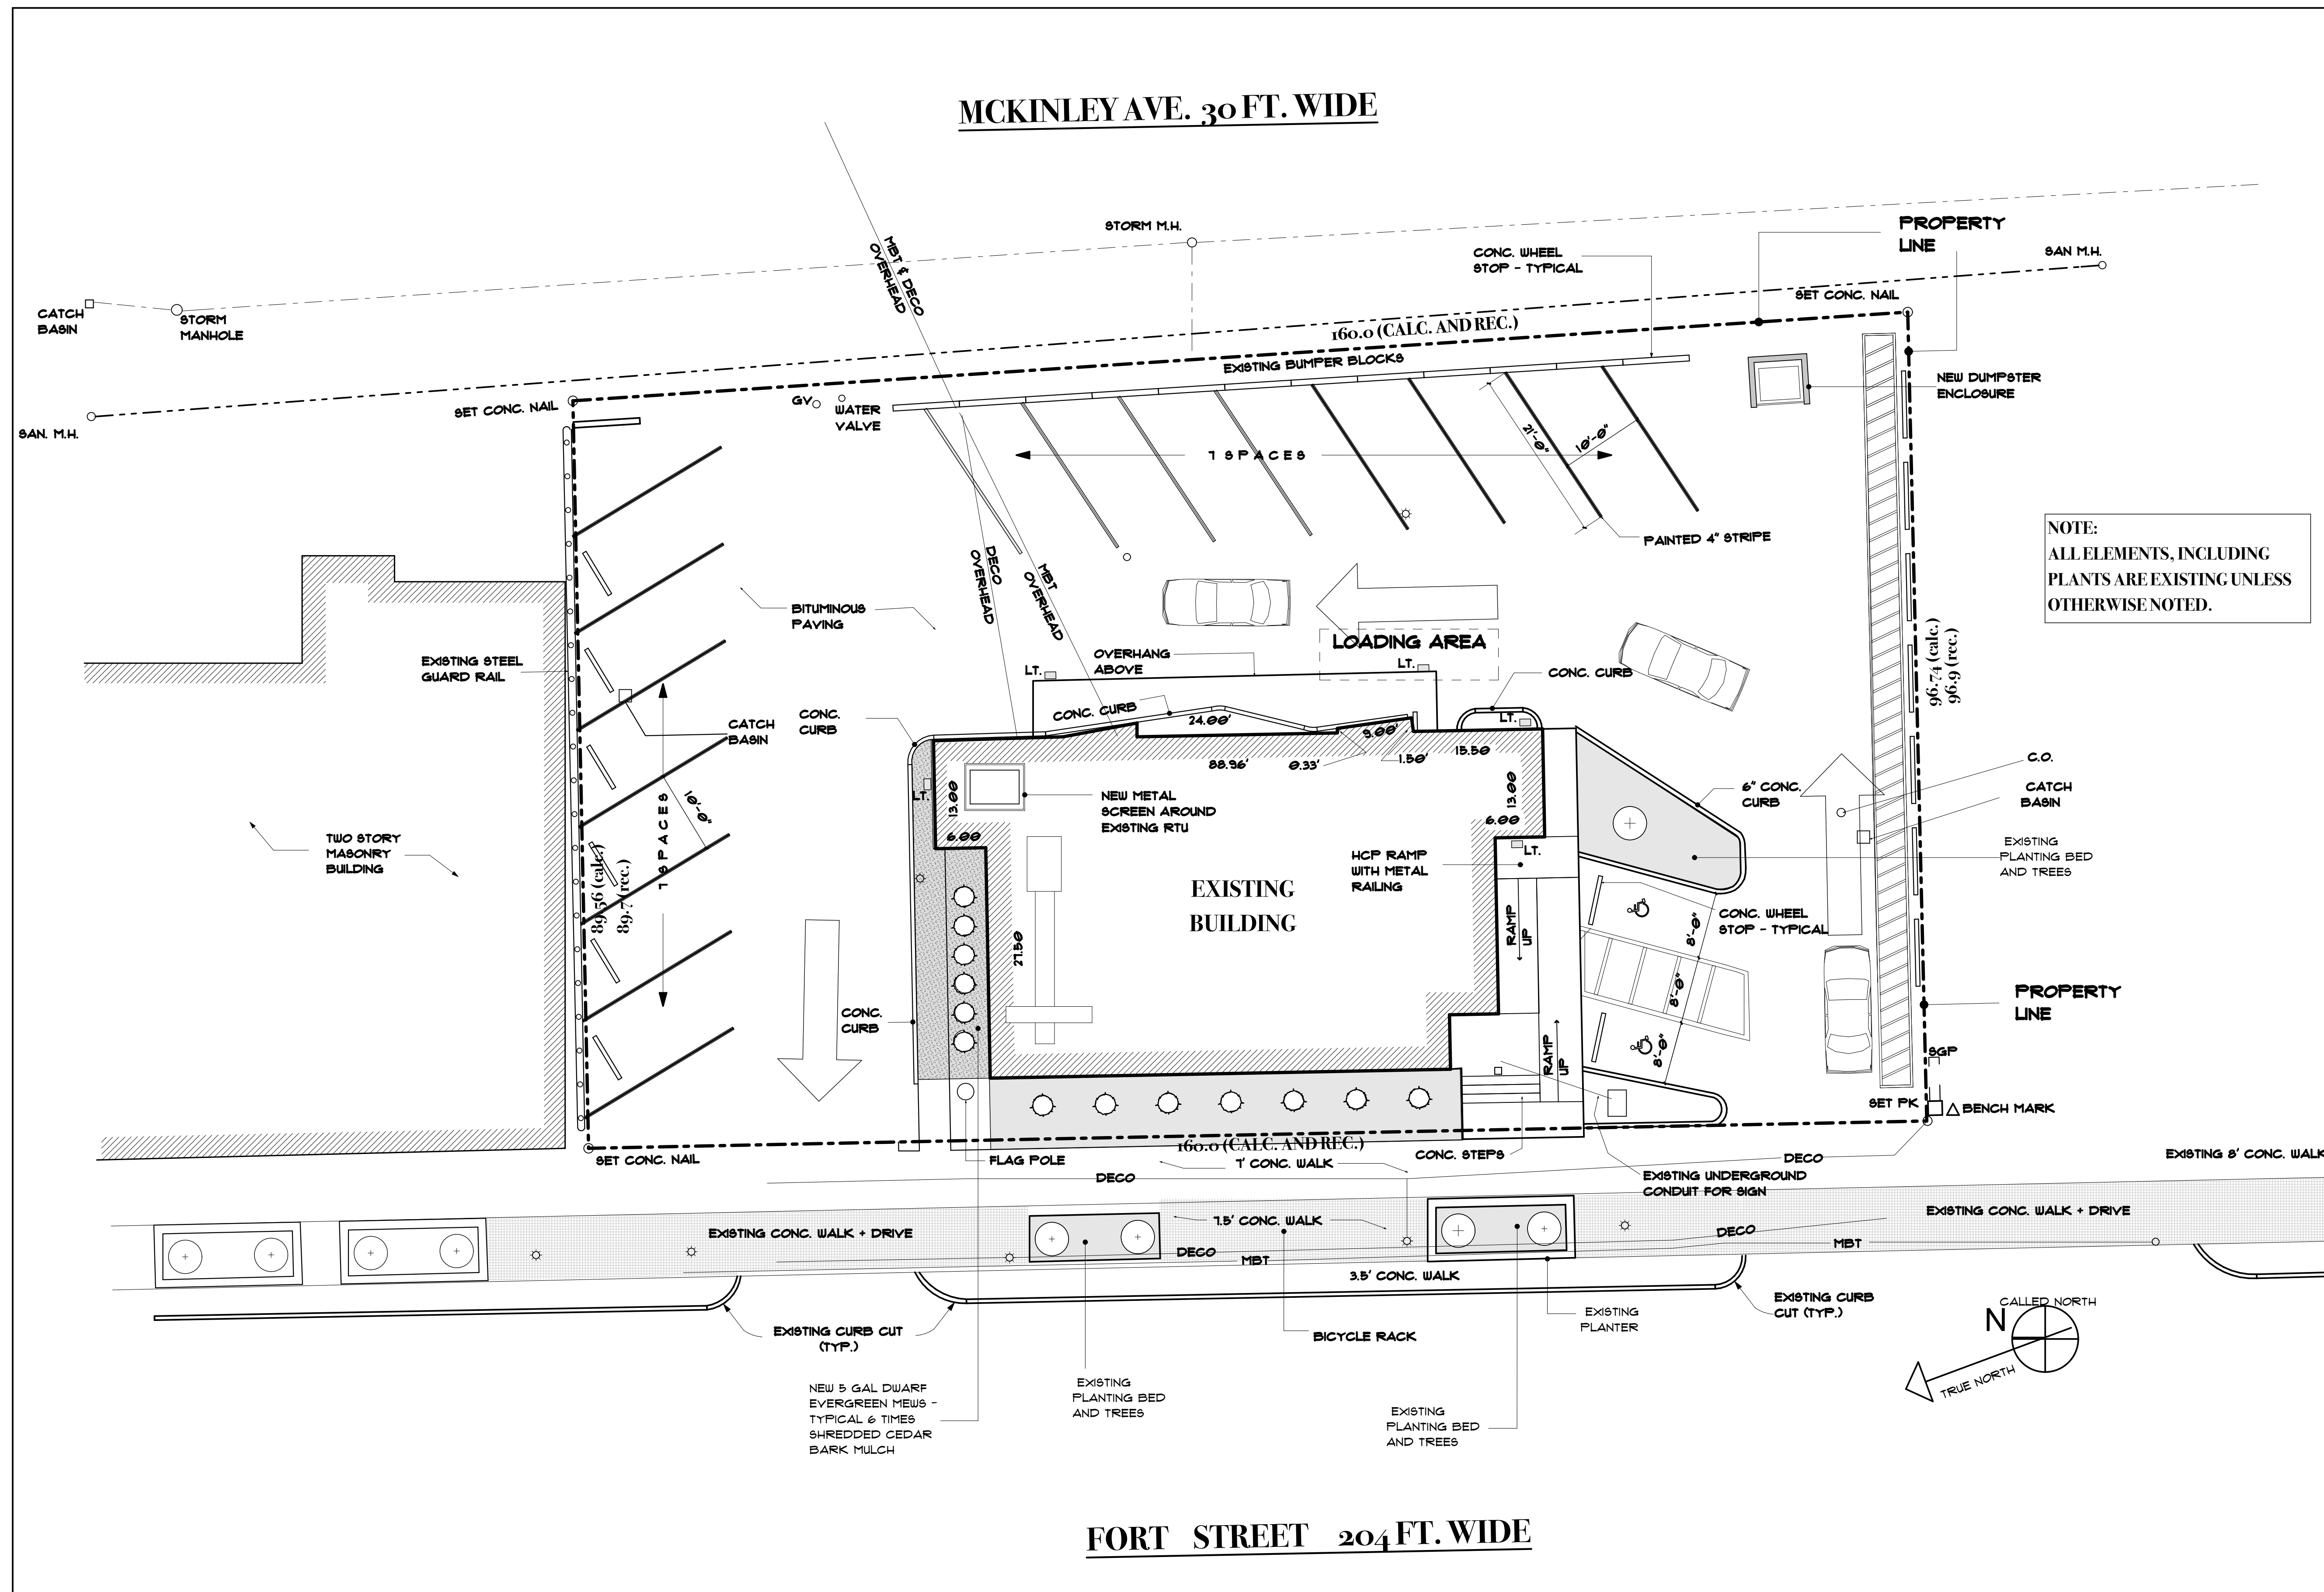 MCKINLEY AVE. 30 FT. WIDE
STORM M.H.
PROPERTY
LINE
MBT & DECO
OVERHEAD
CONC. WHEEL
STOP - TYPICAL
SAN M.H.
CATCH
BASIN
STORM
MANHOLE
SET CONC. NAIL
160.0 (CALC. AND REC.)
EXISTING BUMPER BLOCKS
NEW DUMPSTER
ENCLOSURE
SAN. M.H.
SET CONC. NAIL
GV
WATER
VALVE
7 SPACES
21'-0"
10'-0"
PAINTED 4" STRIPE
NOTE:
ALL ELEMENTS, INCLUDING
PLANTS ARE EXISTING UNLESS
OTHERWISE NOTED.
DECO
OVERHEAD
MBT
OVERHEAD
BITUMINOUS
PAVING
LOADING AREA
EXISTING STEEL
GUARD RAIL
OVERHANG
ABOVE
LT.
LT.
CONC. CURB
96.74 (calc.)
96.9 (rec.)
CATCH
BASIN
CONC.
CURB
CONC. CURB
24.00'
9.00'
LT.
15.50
88.96'
0.33'
1.50'
C.O.
LT.
13.00
NEW METAL
SCREEN AROUND
EXISTING RTU
13.00
6" CONC.
CURB
CATCH
BASIN
10'-0"
7 SPACES
6.00
6.00
TWO STORY
MASONRY
BUILDING
89.56 (calc.)
89.7 (rec.)
HCP RAMP
WITH METAL
RAILING
LT.
EXISTING
PLANTING BED
AND TREES
EXISTING
BUILDING
27.50
RAMP
UP
CONC. WHEEL
STOP - TYPICAL
8'-0"
8'-0"
8'-0"
CONC.
CURB
RAMP
UP
PROPERTY
LINE
SGP
SET PK
BENCH MARK
SET CONC. NAIL
FLAG POLE
160.0 (CALC. AND REC.)
7' CONC. WALK
CONC. STEPS
DECO
DECO
EXISTING UNDERGROUND
CONDUIT FOR SIGN
EXISTING 8' CONC. WALK
EXISTING CONC. WALK + DRIVE
7.5' CONC. WALK
DECO
MBT
DECO
MBT
EXISTING CONC. WALK + DRIVE
3.5' CONC. WALK
EXISTING CURB CUT
(TYP.)
BICYCLE RACK
EXISTING
PLANTER
EXISTING CURB
CUT (TYP.)
CALLED NORTH
N
TRUE NORTH
NEW 5 GAL DWARF
EVERGREEN MEWS -
TYPICAL 6 TIMES
SHREDDED CEDAR
BARK MULCH
EXISTING
PLANTING BED
AND TREES
EXISTING
PLANTING BED
AND TREES
FORT STREET 204 FT. WIDE